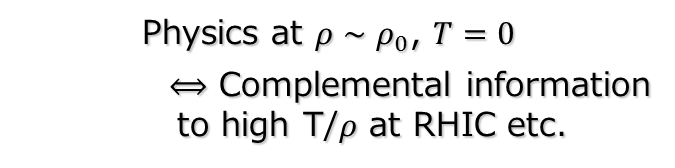 Physics at ρ ~ ρ₀, T = 0
⇔ Complemental information
to high T/ρ at RHIC etc.